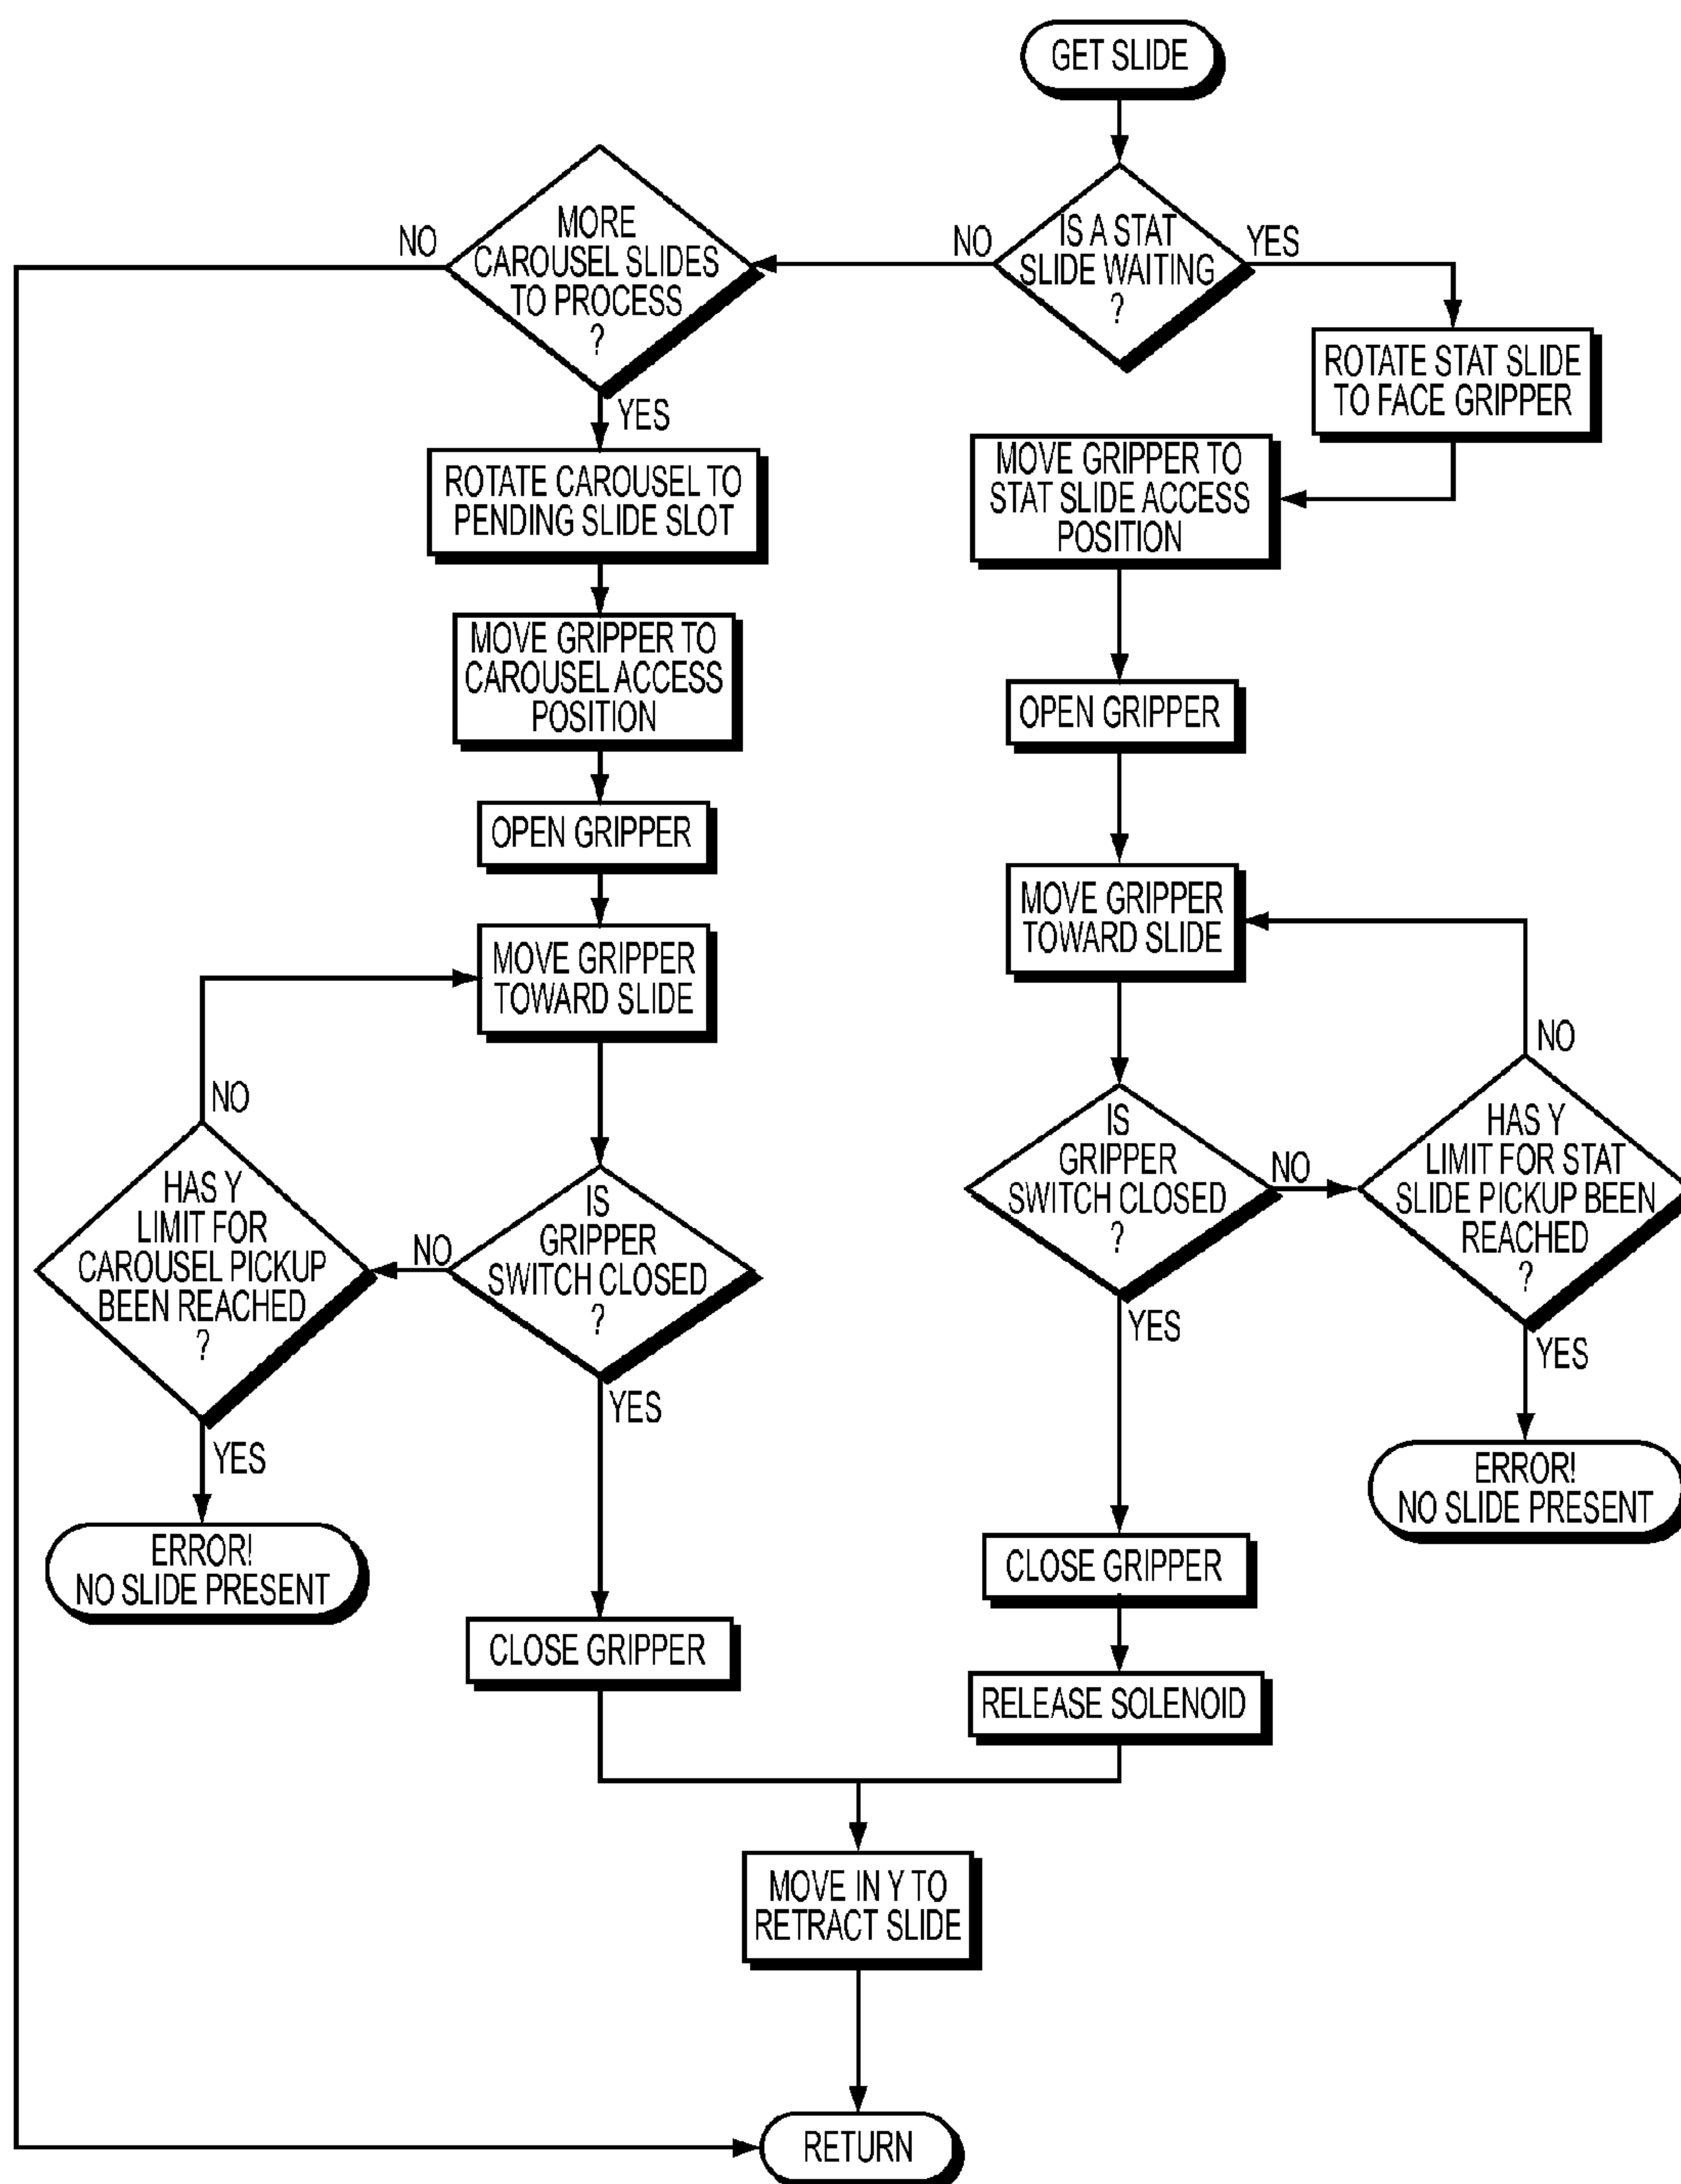 GET SLIDE
IS A STAT
SLIDE WAITING
?
NO
YES
MORE
CAROUSEL SLIDES
TO PROCESS
?
NO
YES
ROTATE STAT SLIDE
TO FACE GRIPPER
MOVE GRIPPER TO
STAT SLIDE ACCESS
POSITION
ROTATE CAROUSEL TO
PENDING SLIDE SLOT
MOVE GRIPPER TO
CAROUSEL ACCESS
POSITION
OPEN GRIPPER
OPEN GRIPPER
MOVE GRIPPER
TOWARD SLIDE
MOVE GRIPPER
TOWARD SLIDE
NO
HAS Y
LIMIT FOR
CAROUSEL PICKUP
BEEN REACHED
?
YES
NO
IS
GRIPPER
SWITCH CLOSED
?
YES
IS
GRIPPER
SWITCH CLOSED
?
NO
YES
NO
HAS Y
LIMIT FOR STAT
SLIDE PICKUP BEEN
REACHED
?
YES
ERROR!
NO SLIDE PRESENT
ERROR!
NO SLIDE PRESENT
CLOSE GRIPPER
CLOSE GRIPPER
RELEASE SOLENOID
MOVE IN Y TO
RETRACT SLIDE
RETURN